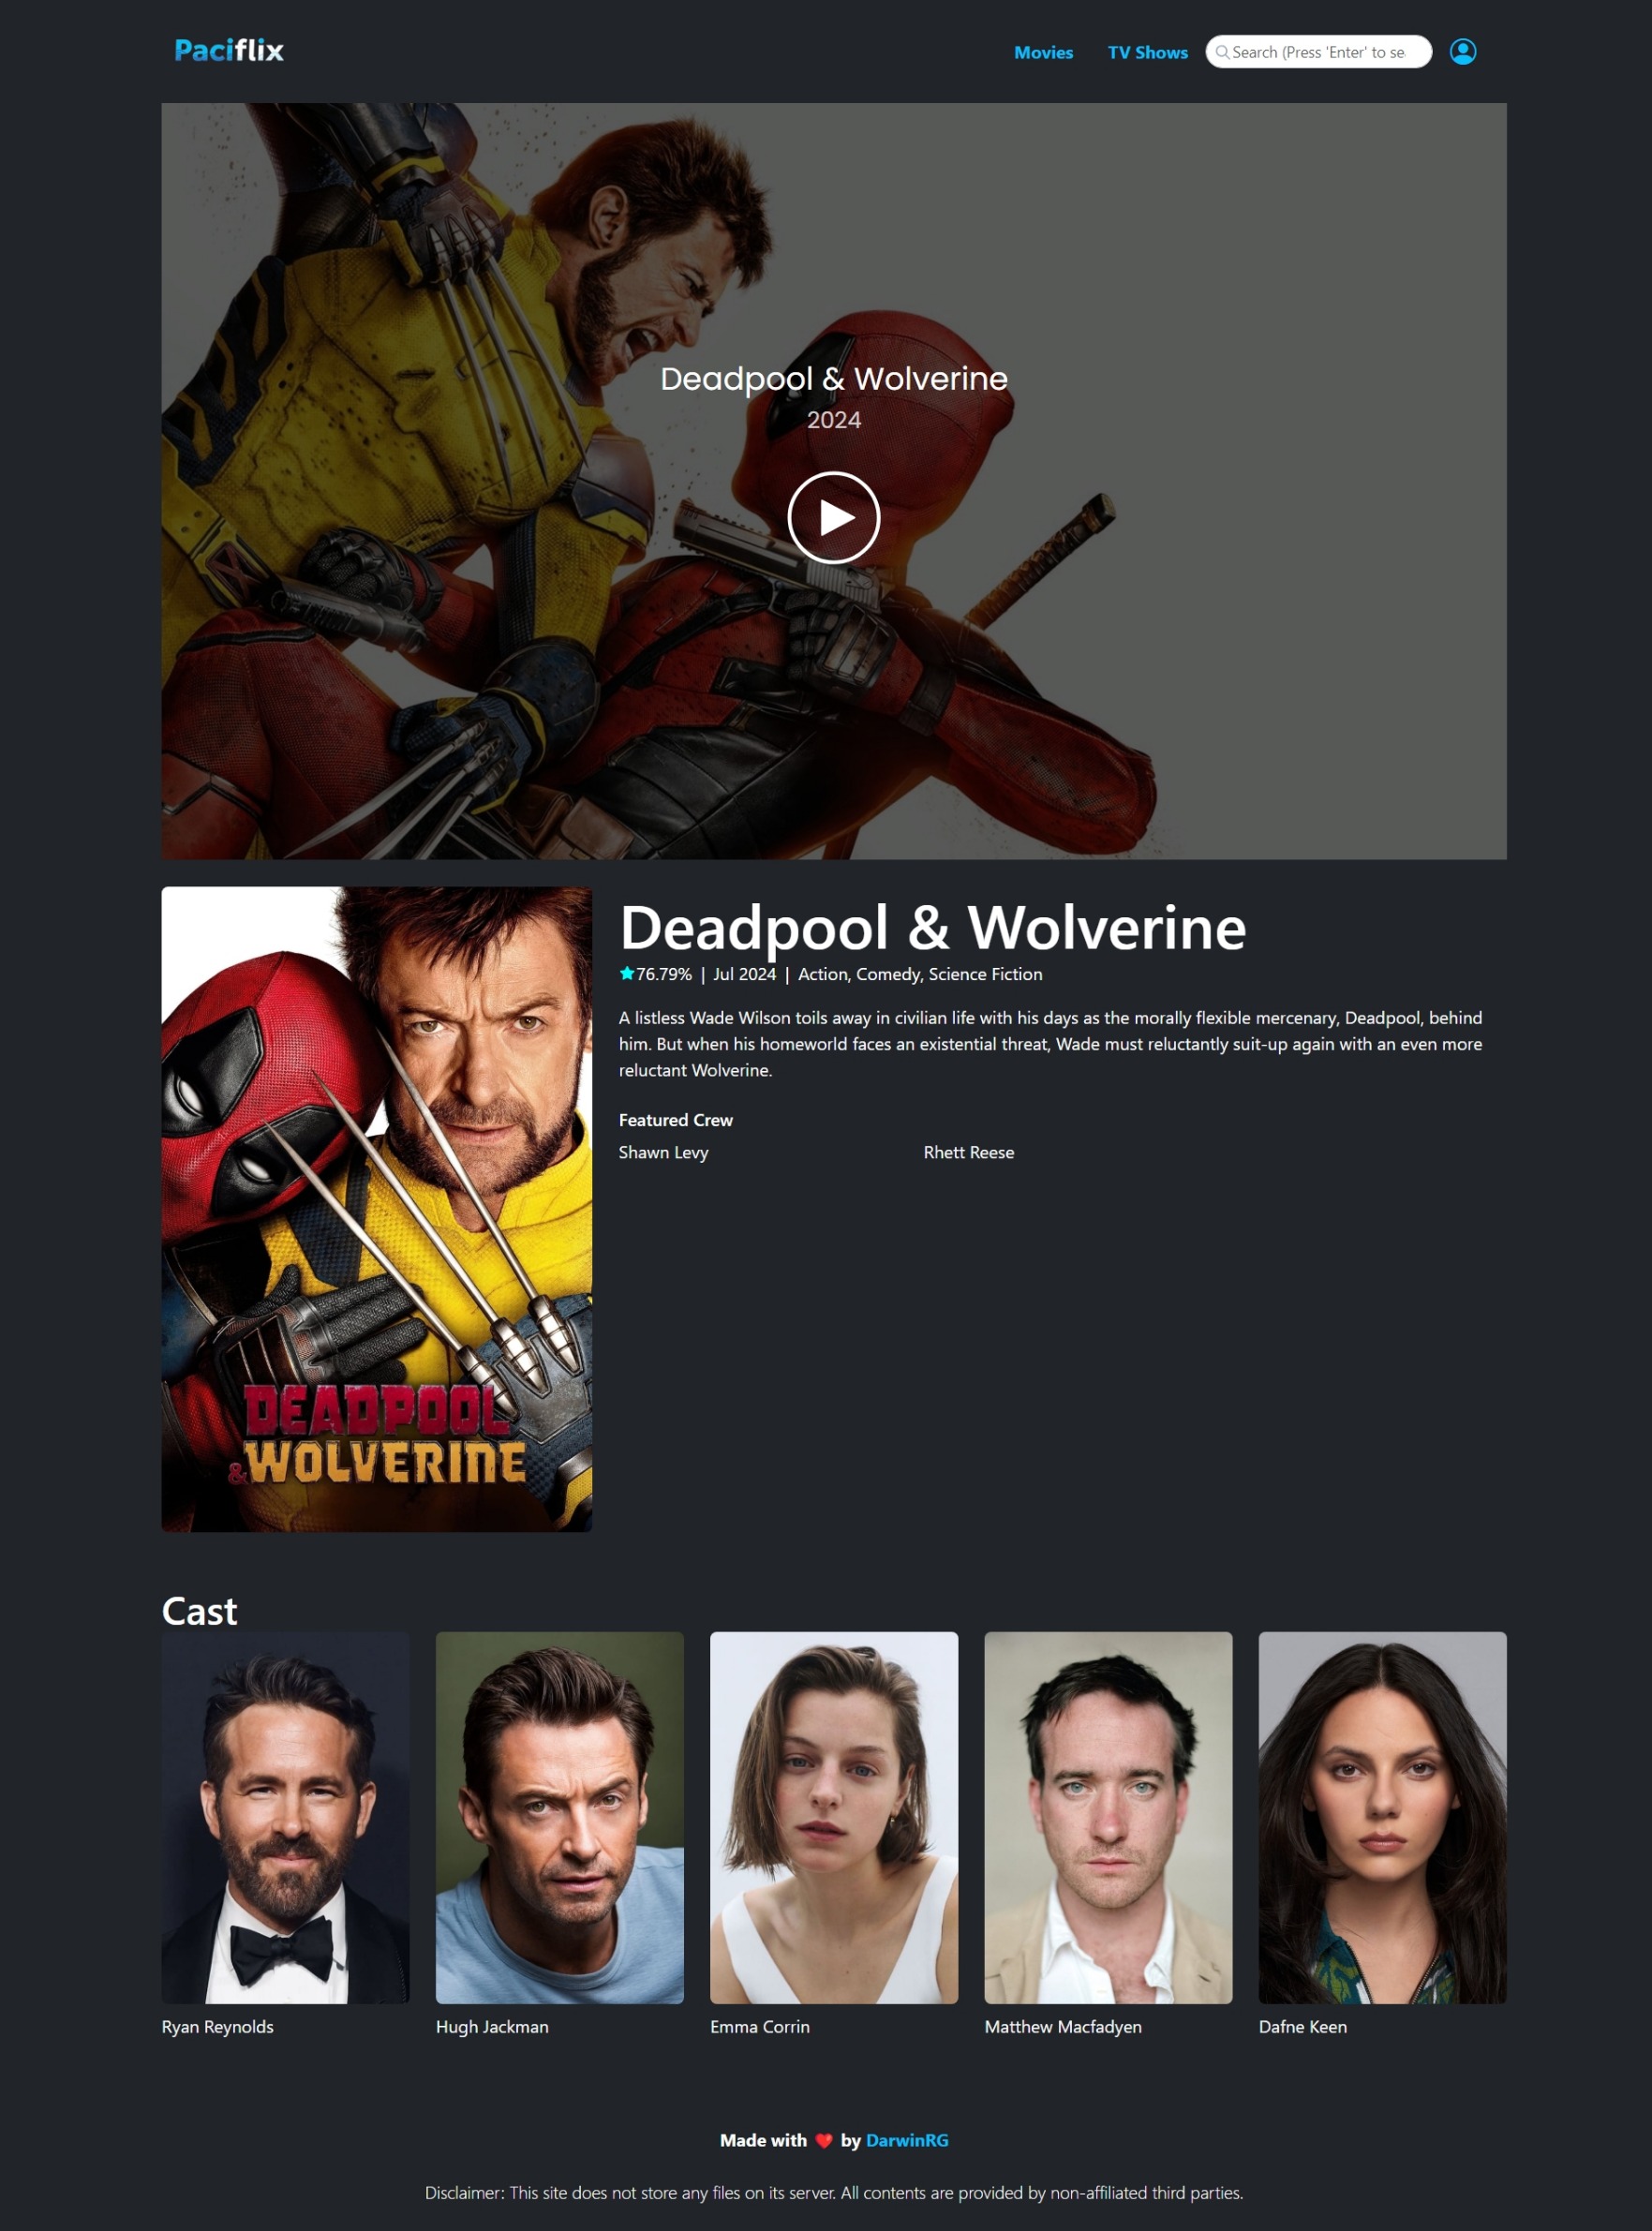 Paciflix
Movies
TV Shows
Search (Press 'Enter' to se
Deadpool & Wolverine
2024
Deadpool & Wolverine
76.79% | Jul 2024 | Action, Comedy, Science Fiction
A listless Wade Wilson toils away in civilian life with his days as the morally flexible mercenary, Deadpool, behind
him. But when his homeworld faces an existential threat, Wade must reluctantly suit-up again with an even more
reluctant Wolverine.
Featured Crew
Shawn Levy
Rhett Reese
DEADPOOL
&WOLVERINE
Cast
Ryan Reynolds
Hugh Jackman
Emma Corrin
Matthew Macfadyen
Dafne Keen
Made with ❤️ by DarwinRG
Disclaimer: This site does not store any files on its server. All contents are provided by non-affiliated third parties.